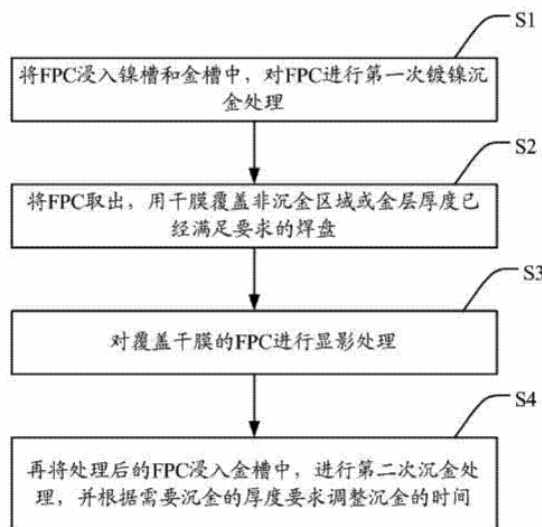 S1
将FPC浸入镍槽和金槽中，对FPC进行第一次镀镍沉
金处理
S2
将FPC取出，用干膜覆盖非沉金区域或金层厚度已
经满足要求的焊盘
S3
对覆盖干膜的FPC进行显影处理
S4
再将处理后的FPC浸入金槽中，进行第二次沉金处
理，并根据需要沉金的厚度要求调整沉金的时间